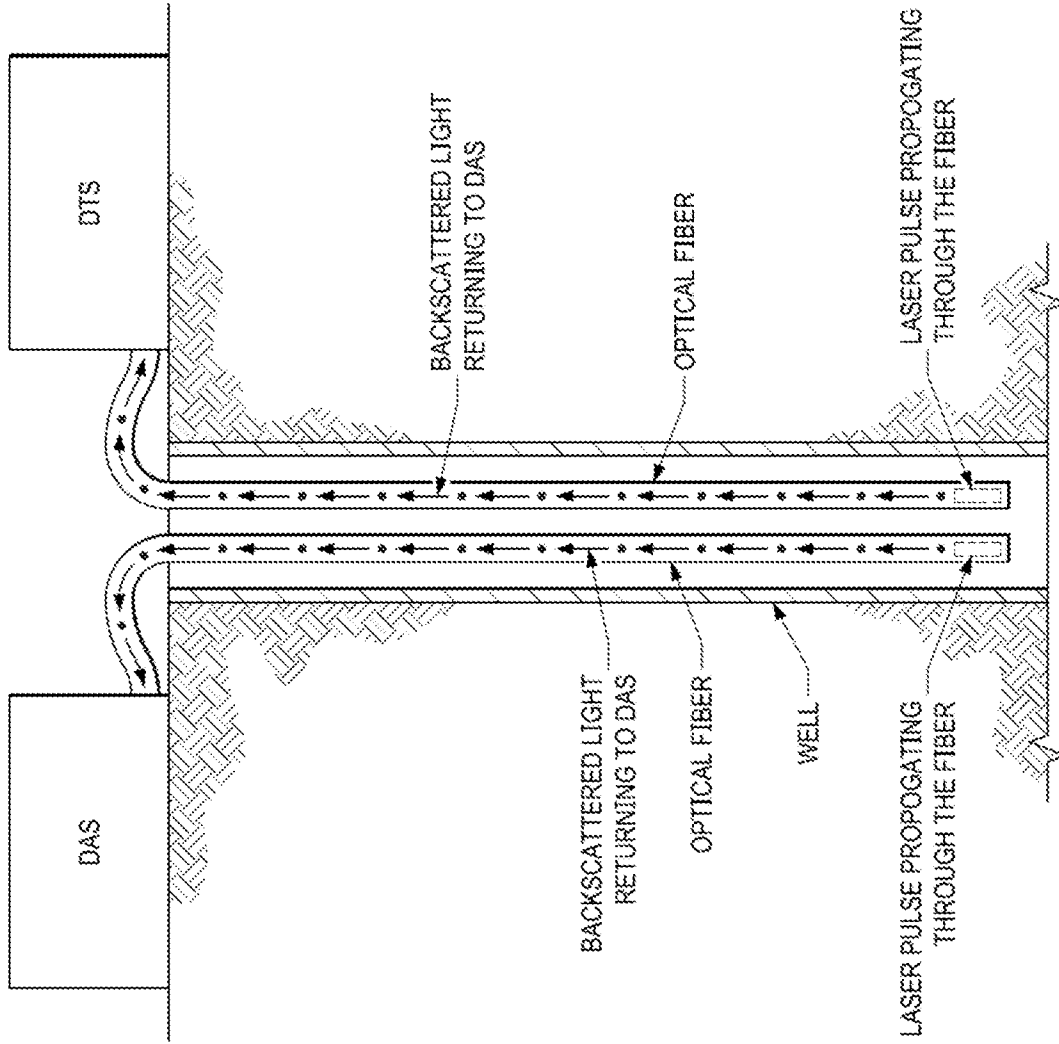 DAS
DTS
BACKSCATTERED LIGHT
RETURNING TO DAS
OPTICAL FIBER
LASER PULSE PROPOGATING
THROUGH THE FIBER
BACKSCATTERED LIGHT
RETURNING TO DAS
OPTICAL FIBER
WELL
LASER PULSE PROPOGATING
THROUGH THE FIBER